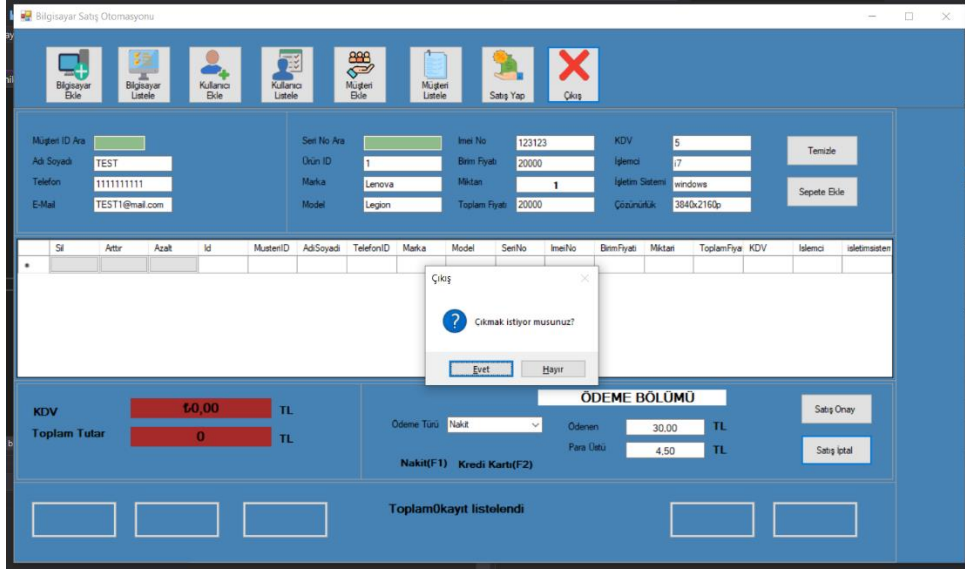 Bilgisayar Satış Otomasyonu
Bilgisayar Ekle
Bilgisayar Listele
Kullanıcı Ekle
Kullanıcı Listele
Müşteri Ekle
Müşteri Listele
Satış Yap
Çıkış
Müşteri ID Ara
Seri No Ara
Imei No 123123
KDV 5
Temizle
Adı Soyadı TEST
Ürün ID 1
Birim Fiyatı 20000
İşlemci i7
Telefon 1111111111
Marka Lenova
Miktarı 1
İşletim Sistemi windows
Sepete Ekle
E-Mail TEST1@mail.com
Model Legion
Toplam Fiyatı 20000
Çözünürlük 3840x2160p
Sil Arttır Azalt Id MusteriID AdiSoyadi TelefonID Marka Model SeriNo ImeiNo BirimFiyati Miktari ToplamFiya KDV Islemci isletimsistem
Çıkış
Çıkmak istiyor musunuz?
Evet Hayır
ÖDEME BÖLÜMÜ
KDV ₺0,00 TL
Toplam Tutar 0 TL
Ödeme Türü Nakit
Ödenen 30,00 TL
Para Üstü 4,50 TL
Satış Onay
Satış İptal
Nakit(F1) Kredi Kartı(F2)
Toplam0kayıt listelendi